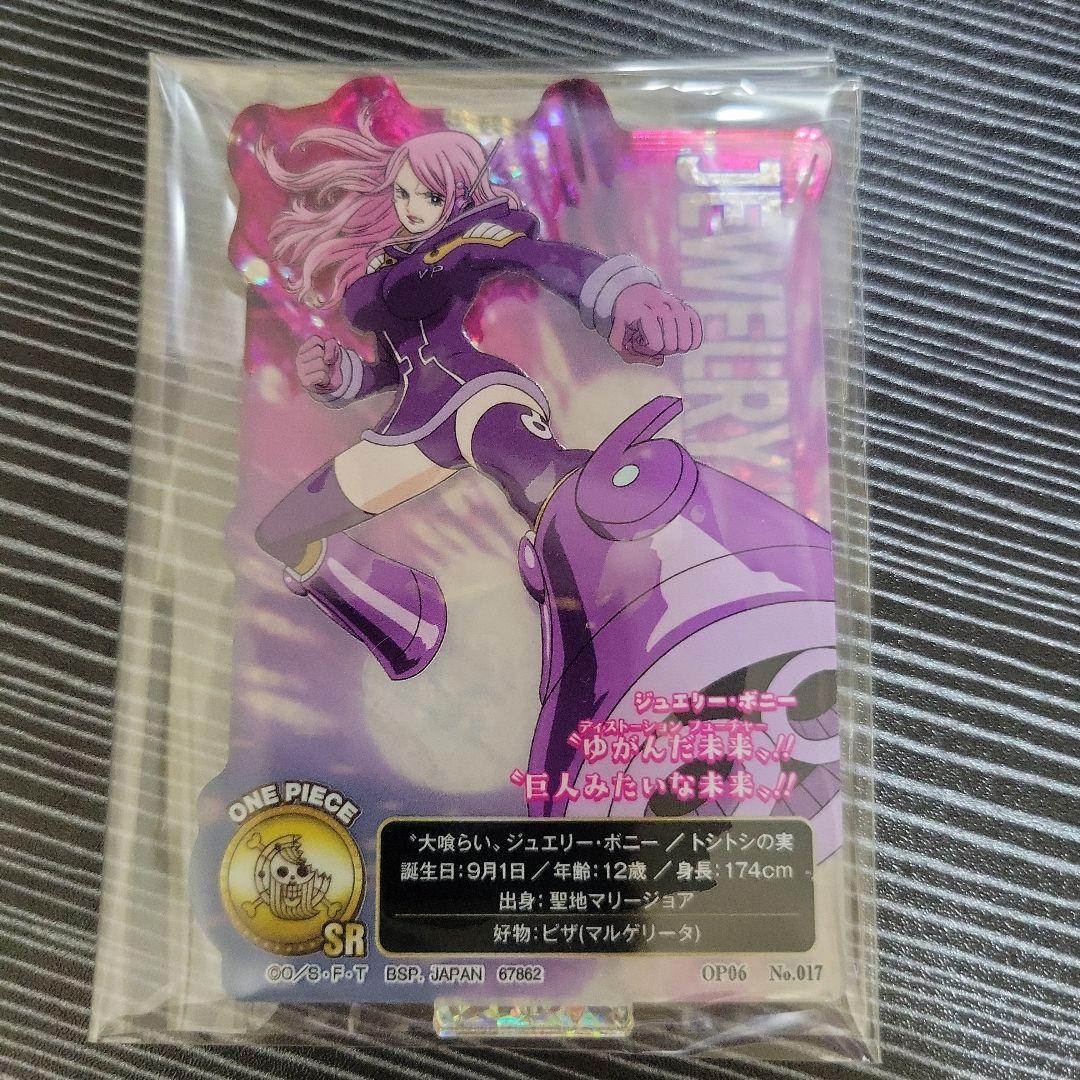 JEWELRY
VP
ジュエリー・ボニー
ディストーション フューチャー
〝ゆがんだ未来〟!!
〝巨人みたいな未来〟!!
ONE PIECE
SR
〝大喰らい〟ジュエリー・ボニー ／トシトシの実
誕生日：9月1日 ／ 年齢：12歳 ／ 身長：174cm
出身：聖地マリージョア
好物：ピザ(マルゲリータ)
©O/S・F・T BSP, JAPAN 67862
OP06 No.017